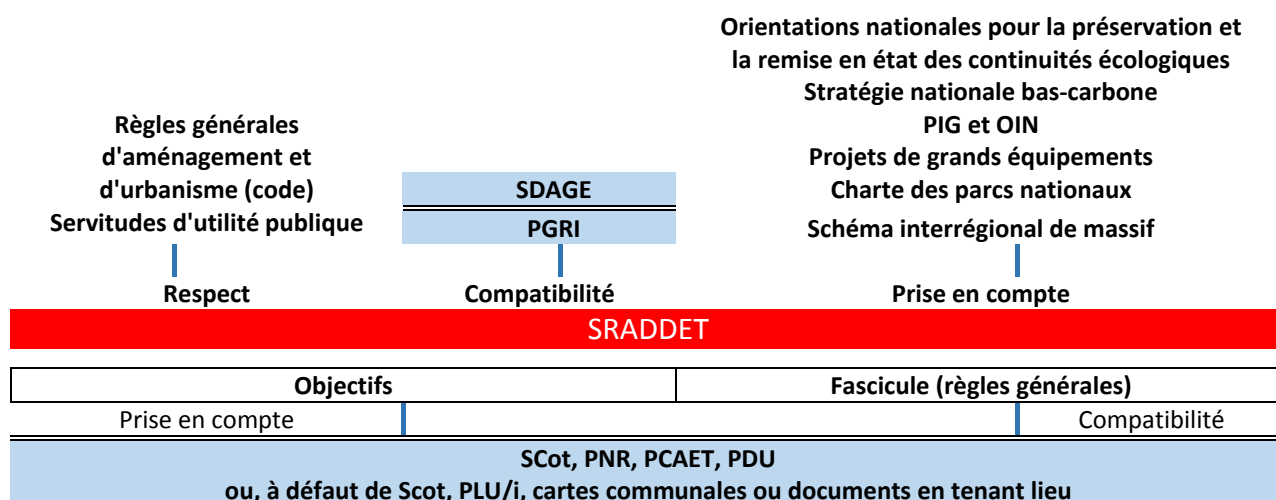 Règles générales
d'aménagement et
d'urbanisme (code)
Servitudes d'utilité publique
SDAGE
PGRI
Orientations nationales pour la préservation et
la remise en état des continuités écologiques
Stratégie nationale bas-carbone
PIG et OIN
Projets de grands équipements
Charte des parcs nationaux
Schéma interrégional de massif
Respect
Compatibilité
Prise en compte
SRADDET
Objectifs
Fascicule (règles générales)
Prise en compte
Compatibilité
SCot, PNR, PCAET, PDU
ou, à défaut de Scot, PLU/i, cartes communales ou documents en tenant lieu